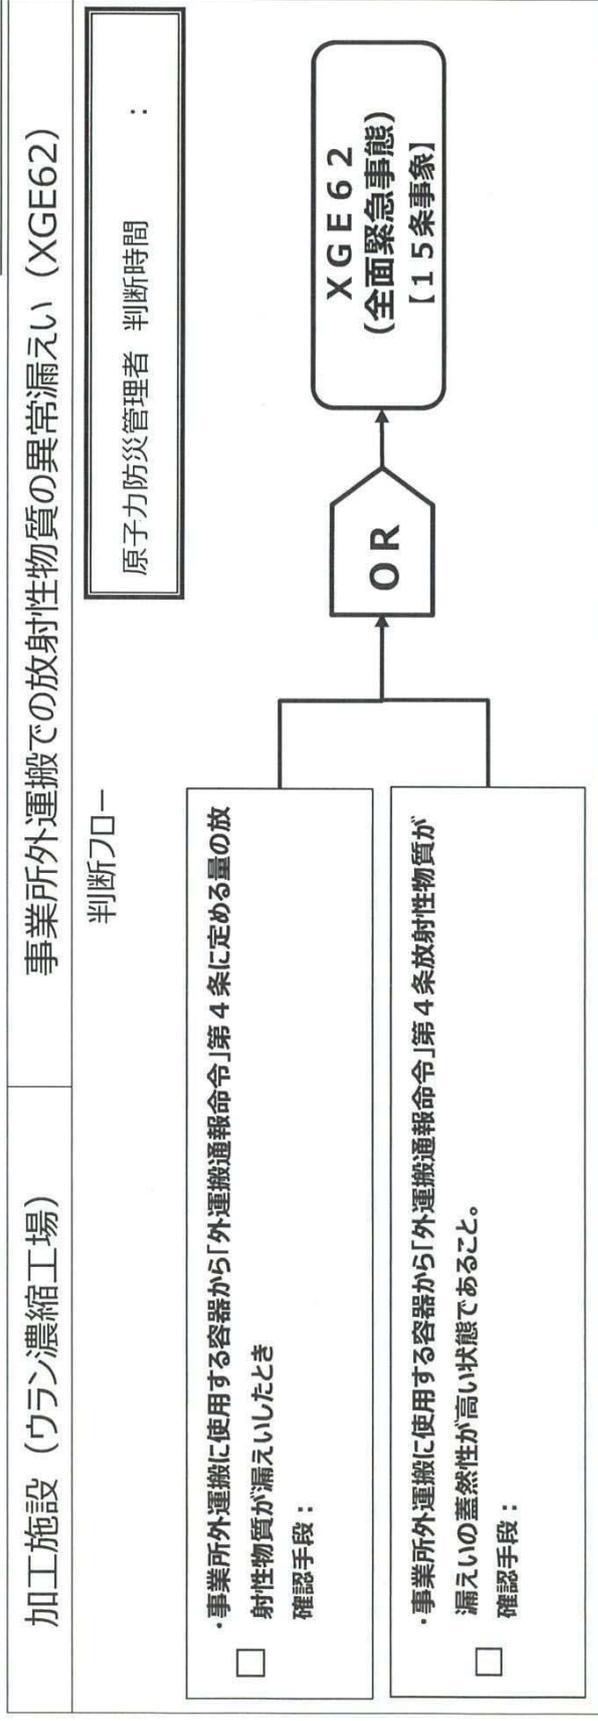 加工施設（ウラン濃縮工場）
事業所外運搬での放射性物質の異常漏えい（XGE62）
判断フロー
原子力防災管理者　判断時間　　　：
□
・事業所外運搬に使用する容器から「外運搬通報命令」第４条に定める量の放
射性物質が漏えいしたとき
確認手段：
□
・事業所外運搬に使用する容器から「外運搬通報命令」第４条放射性物質が
漏えいの蓋然性が高い状態であること。
確認手段：
ＯＲ
ＸＧＥ６２
（全面緊急事態）
【１５条事象】